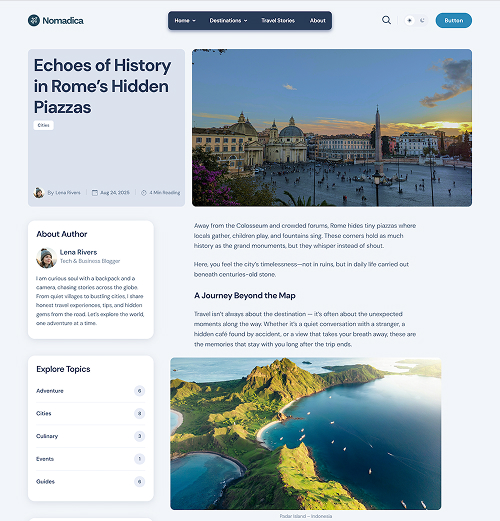 Nomadica
Home
Destinations
Travel Stories
About
Button
Echoes of History
in Rome's Hidden
Piazzas
Cities
By Lena Rivers
Aug 24, 2025
4 Min Reading
About Author
Lena Rivers
Tech & Business Blogger
I am curious soul with a backpack and a
camera, chasing stories across the globe.
From quiet villages to bustling cities, I share
honest travel experiences, tips, and hidden
gems from the road. Let's explore the world,
one adventure at a time.
Explore Topics
Adventure 6
Cities 8
Culinary 3
Events 1
Guides 6
Away from the Colosseum and crowded forums, Rome hides tiny piazzas where
locals gather, children play, and fountains sing. These corners hold as much
history as the grand monuments, but they whisper instead of shout.
Here, you feel the city's timelessness—not in ruins, but in daily life carried out
beneath centuries-old stone.
A Journey Beyond the Map
Travel isn't always about the destination — it's often about the unexpected
moments along the way. Whether it's a quiet conversation with a stranger, a
hidden café found by accident, or a view that takes your breath away, these are
the memories that stay with you long after the trip ends.
Padar Island – Indonesia